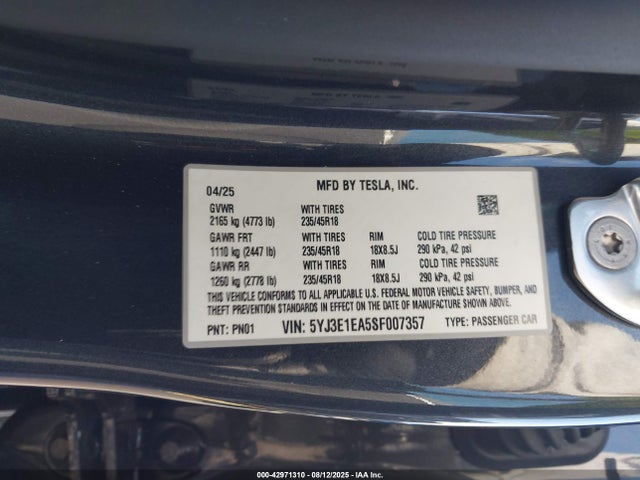 04/25 MFD BY TESLA, INC.
GVWR WITH TIRES
2165 kg (4773 lb) 235/45R18
GAWR FRT WITH TIRES RIM COLD TIRE PRESSURE
1110 kg (2447 lb) 235/45R18 18X8.5J 290 kPa, 42 psi
GAWR RR WITH TIRES RIM COLD TIRE PRESSURE
1260 kg (2778 lb) 235/45R18 18X8.5J 290 kPa, 42 psi
THIS VEHICLE CONFORMS TO ALL APPLICABLE U.S. FEDERAL MOTOR VEHICLE SAFETY, BUMPER, AND
THEFT PREVENTION STANDARDS IN EFFECT ON THE DATE OF MANUFACTURE SHOWN ABOVE.
PNT: PN01 VIN: 5YJ3E1EA5SF007357 TYPE: PASSENGER CAR
000-42971310 - 08/12/2025 - IAA Inc.